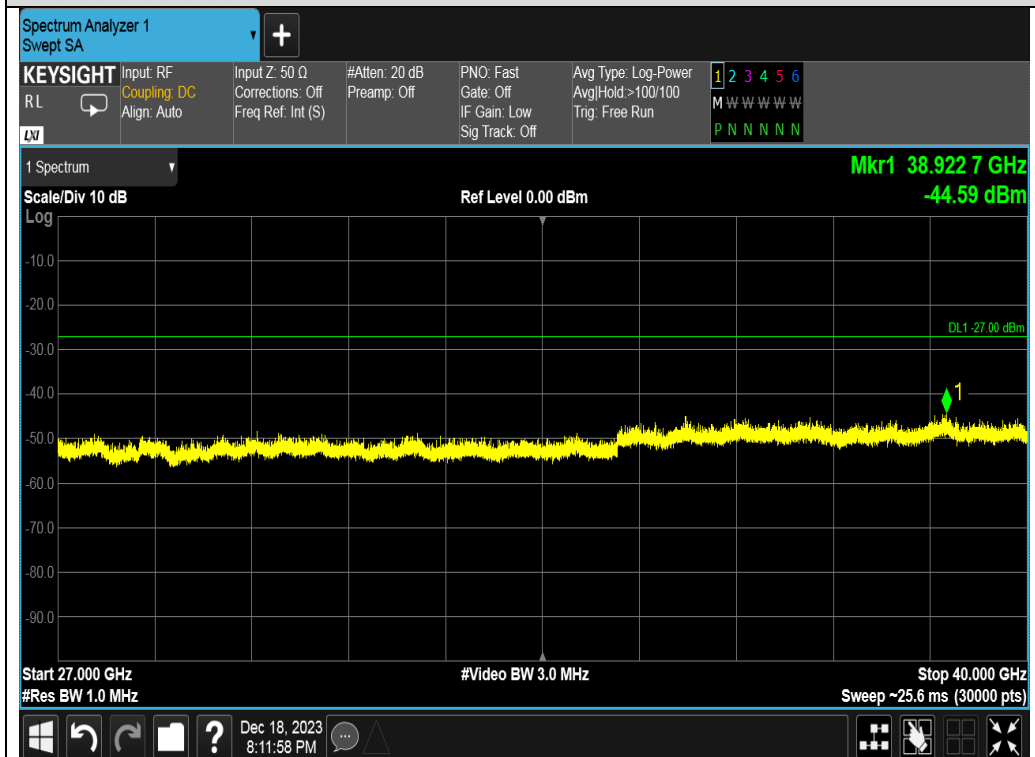 Spectrum Analyzer 1
Swept SA
KEYSIGHT
RL
LXI
Input: RF
Coupling: DC
Align: Auto
Input Z: 50 Ω
Corrections: Off
Freq Ref: Int (S)
#Atten: 20 dB
Preamp: Off
PNO: Fast
Gate: Off
IF Gain: Low
Sig Track: Off
Avg Type: Log-Power
Avg|Hold:>100/100
Trig: Free Run
1 2 3 4 5 6
M W W W W W
P N N N N N
1 Spectrum
Mkr1 38.922 7 GHz
-44.59 dBm
Scale/Div 10 dB
Ref Level 0.00 dBm
Log
-10.0
-20.0
DL1 -27.00 dBm
-30.0
-40.0
1
-50.0
-60.0
-70.0
-80.0
-90.0
Start 27.000 GHz
#Video BW 3.0 MHz
Stop 40.000 GHz
#Res BW 1.0 MHz
Sweep ~25.6 ms (30000 pts)
?
Dec 18, 2023
8:11:58 PM